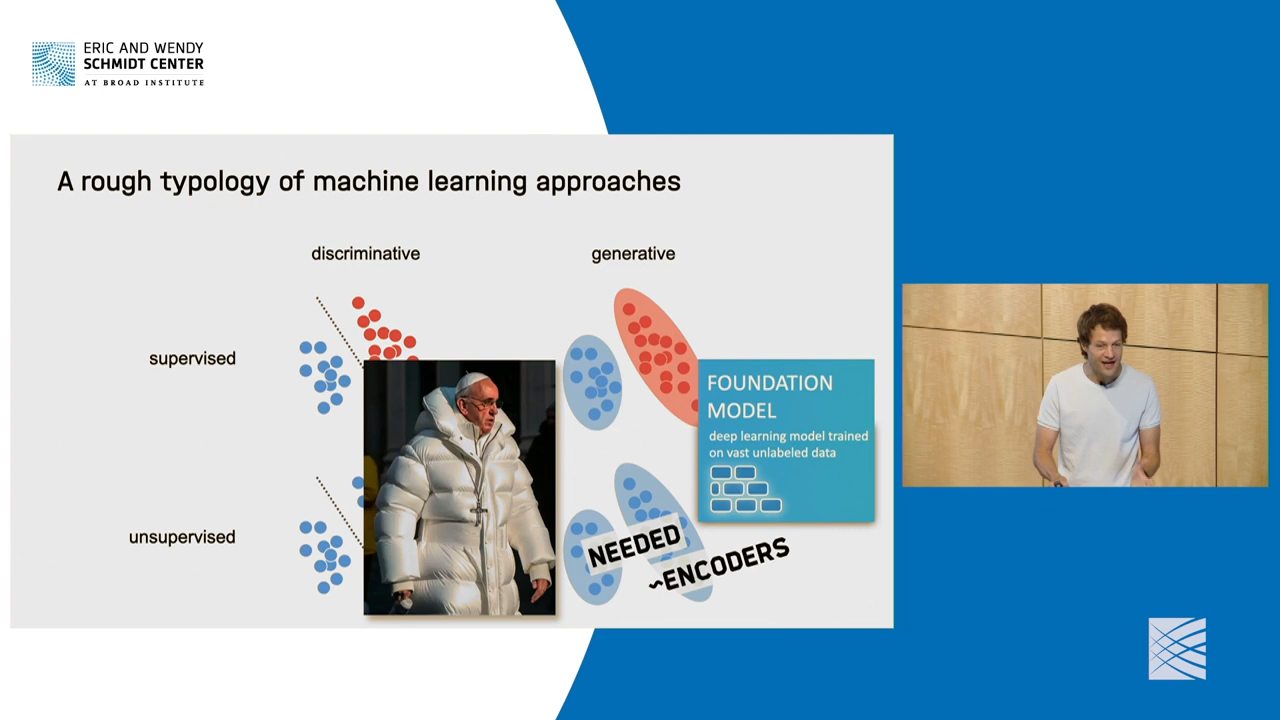 ERIC AND WENDY
SCHMIDT CENTER
AT BROAD INSTITUTE
A rough typology of machine learning approaches
discriminative
generative
supervised
FOUNDATION
MODEL
deep learning model trained
on vast unlabeled data
unsupervised
NEEDED
~ENCODERS